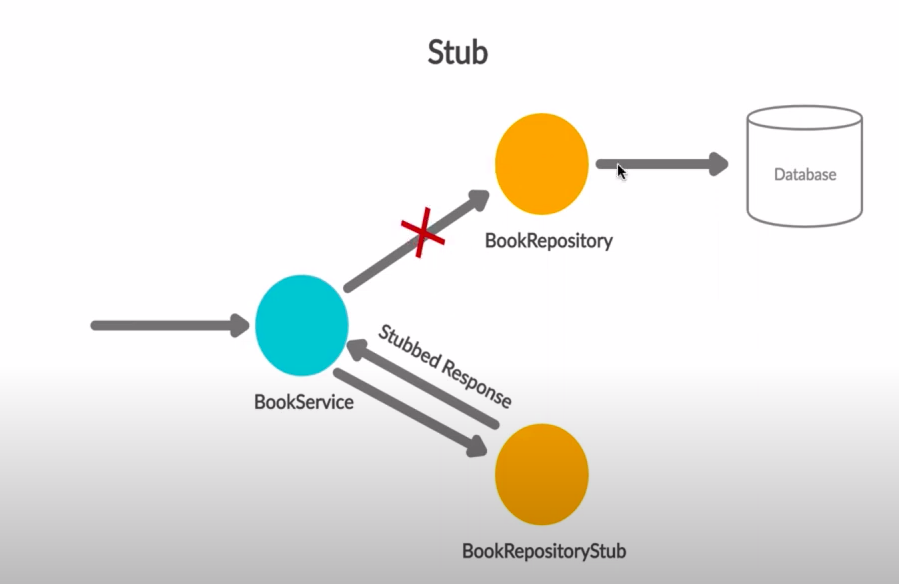 Stub
Database
BookRepository
Stubbed Response
BookService
BookRepositoryStub